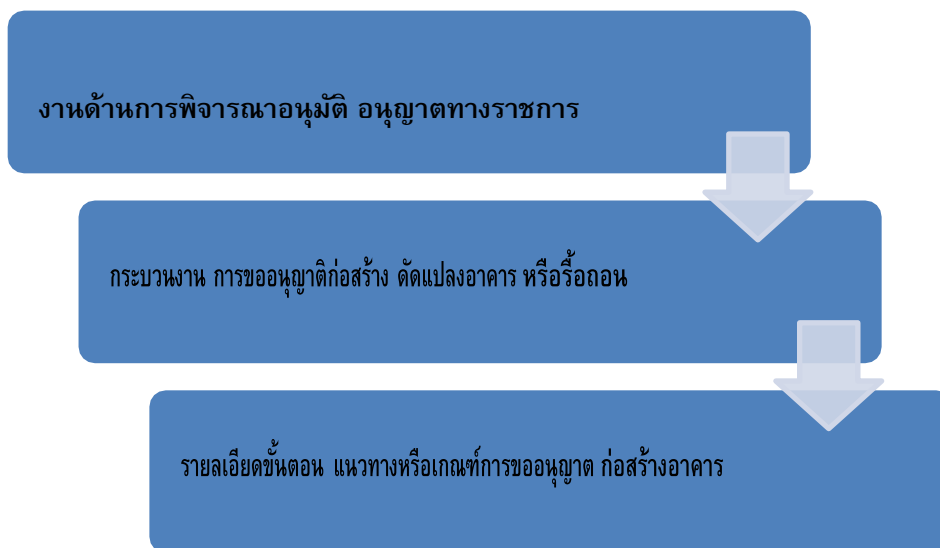 งานด้านการพิจารณาอนุมัติ อนุญาตทางราชการ
กระบวนงาน การขออนุญาติก่อสร้าง ดัดแปลงอาคาร หรือรื้อถอน
รายลเอียดขั้นตอน แนวทางหรือเกณฑ์การขออนุญาต ก่อสร้างอาคาร